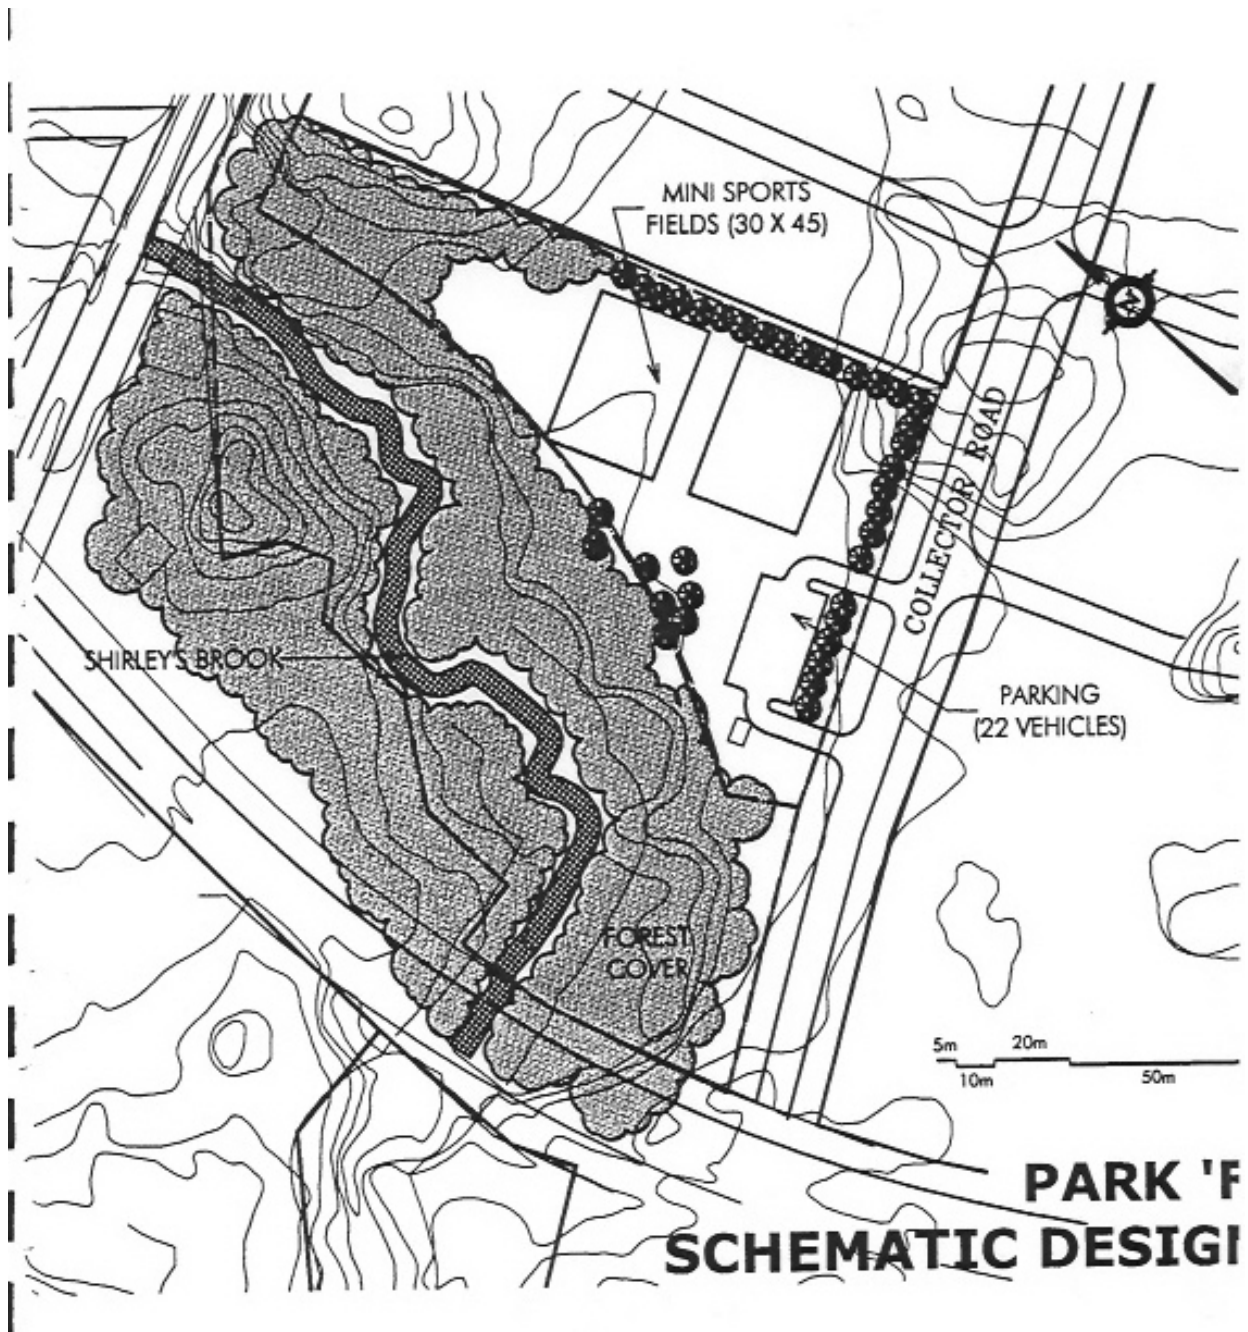 MINI SPORTS
FIELDS (30 X 45)
N
COLLECTOR ROAD
SHIRLEY'S BROOK
PARKING
(22 VEHICLES)
FOREST
COVER
5m
20m
10m
50m
PARK 'F
SCHEMATIC DESIG